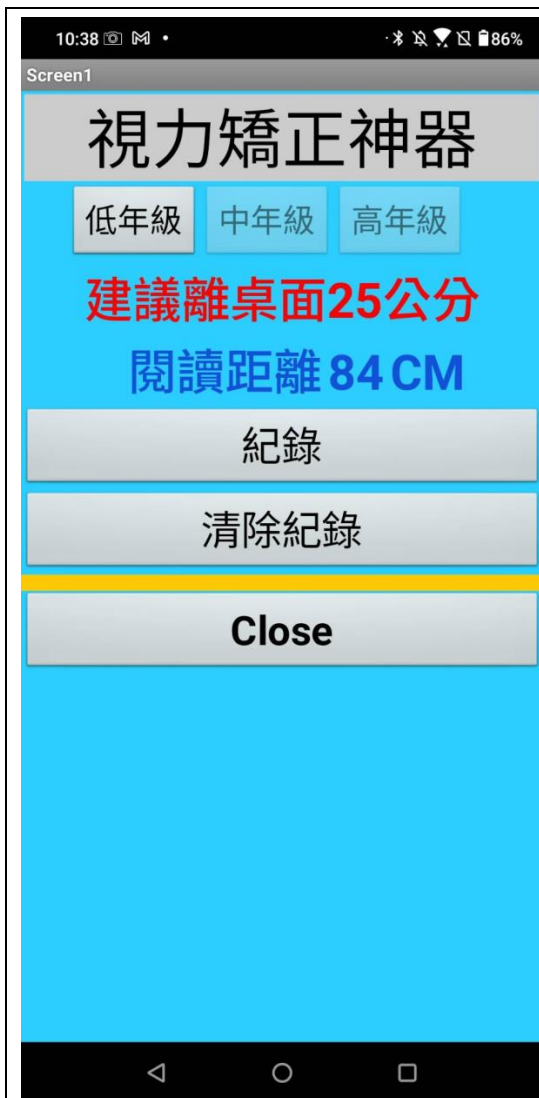 10:38 86%
Screen1
視力矯正神器
低年級 中年級 高年級
建議離桌面25公分
閱讀距離 84 CM
紀錄
清除紀錄
Close